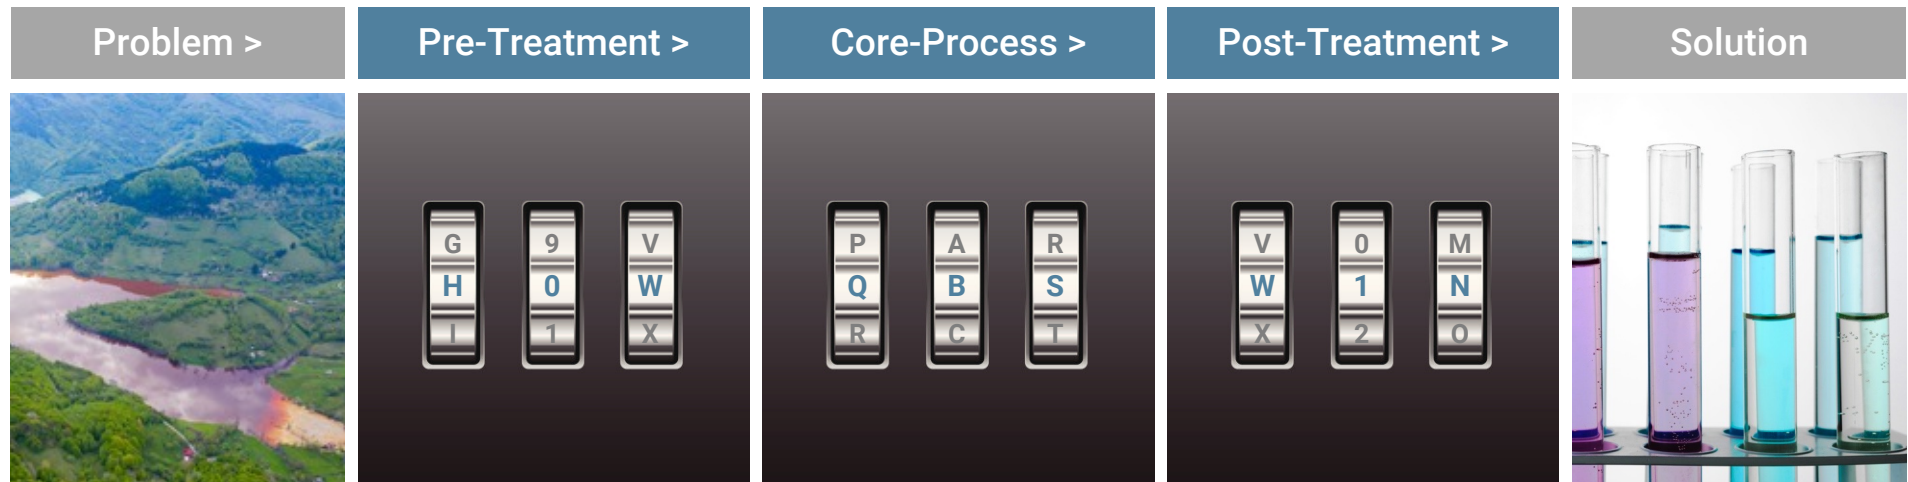 Problem >
Pre-Treatment >
Core-Process >
Post-Treatment >
Solution
G 9 V
H 0 W
I 1 X
P A R
Q B S
R C T
V 0 M
W 1 N
X 2 O